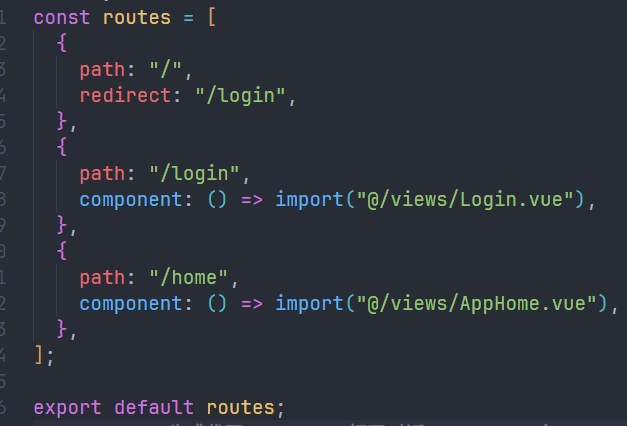 1 const routes = [
2 {
3 path: "/",
4 redirect: "/login",
5 },
6 {
7 path: "/login",
8 component: () => import("@/views/Login.vue"),
9 },
0 {
1 path: "/home",
2 component: () => import("@/views/AppHome.vue"),
3 },
4 ];
5
6 export default routes;